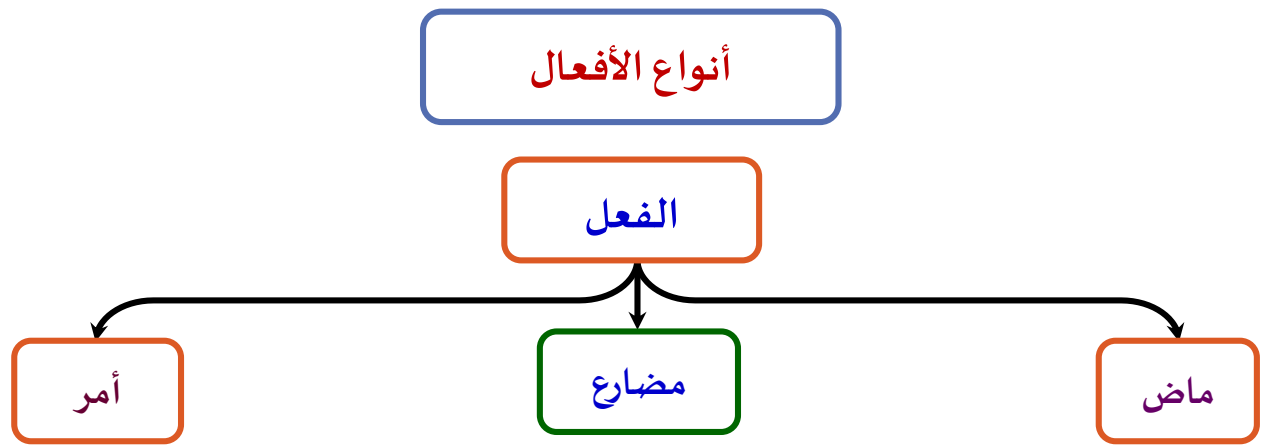 أنواع الأفعال
الفعل
ماض
مضارع
أمر